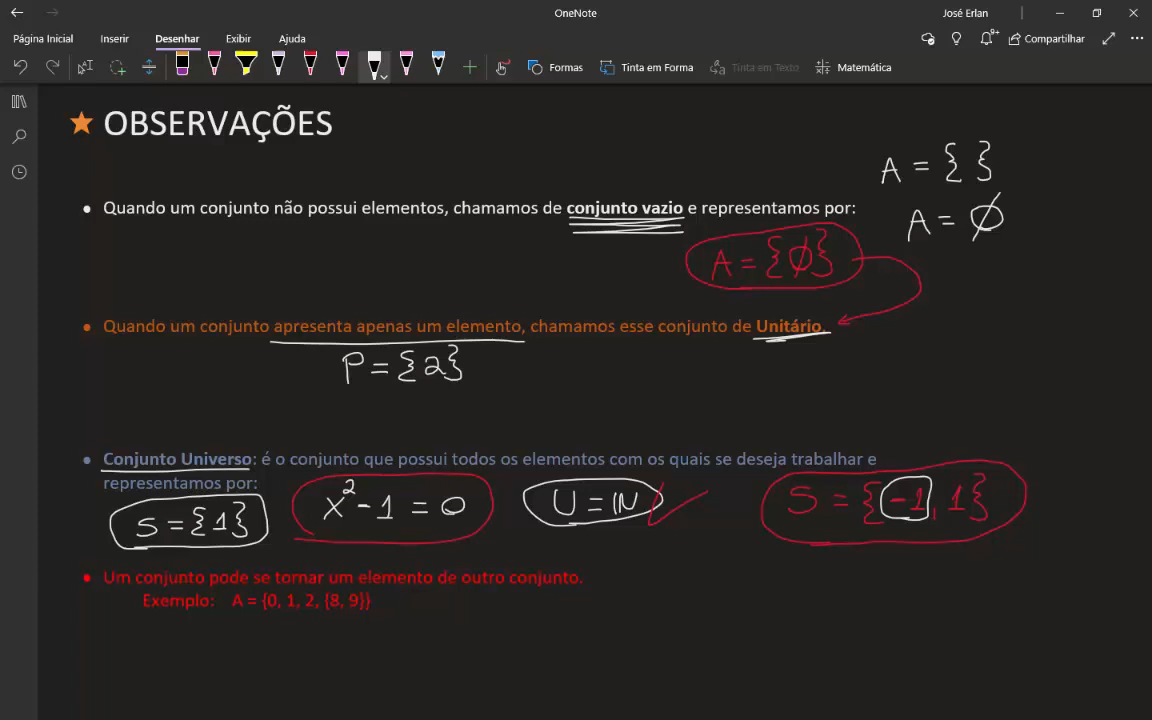 OneNote
José Erlan
Página Inicial Inserir Desenhar Exibir Ajuda
9+ Compartilhar
Formas Tinta em Forma Tinta em Texto Matemática
OBSERVAÇÕES
A = { }
Quando um conjunto não possui elementos, chamamos de conjunto vazio e representamos por:
A = ∅
A = {∅}
Quando um conjunto apresenta apenas um elemento, chamamos esse conjunto de Unitário.
P = {2}
Conjunto Universo: é o conjunto que possui todos os elementos com os quais se deseja trabalhar e
representamos por:
S = {1} x² - 1 = 0 U = ℕ S = {-1, 1}
Um conjunto pode se tornar um elemento de outro conjunto.
Exemplo: A = {0, 1, 2, {8, 9}}